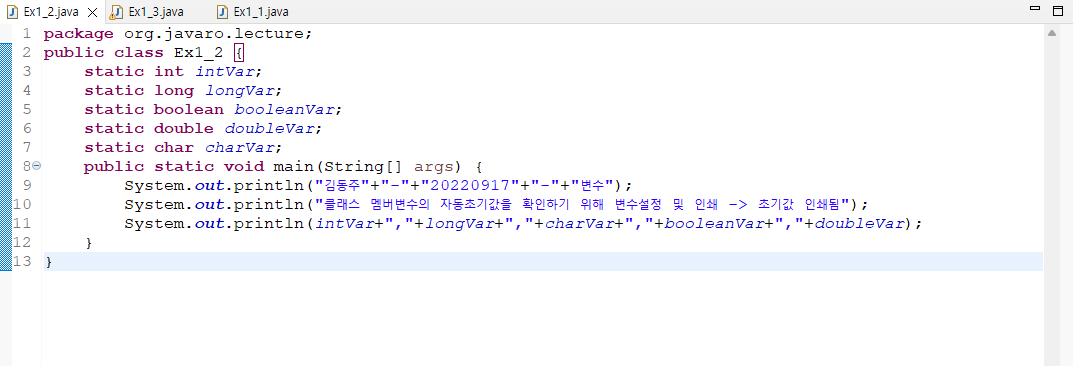 Ex1_2.java Ex1_3.java Ex1_1.java
1 package org.javaro.lecture;
2 public class Ex1_2 {
3 static int intVar;
4 static long longVar;
5 static boolean booleanVar;
6 static double doubleVar;
7 static char charVar;
8 public static void main(String[] args) {
9 System.out.println("김동주"+"-"+"20220917"+"-"+"변수");
10 System.out.println("클래스 멤버변수의 자동초기값을 확인하기 위해 변수설정 및 인쇄 -> 초기값 인쇄됨");
11 System.out.println(intVar+","+longVar+","+charVar+","+booleanVar+","+doubleVar);
12 }
13 }